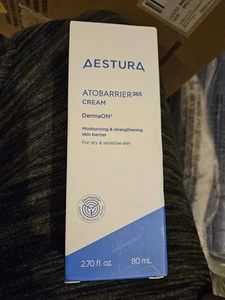 AESTURA
ATOBARRIER365
CREAM
DermaON®
Moisturizing & strengthening
skin barrier
For dry & sensitive skin
2.70 fl. oz.
80 mL